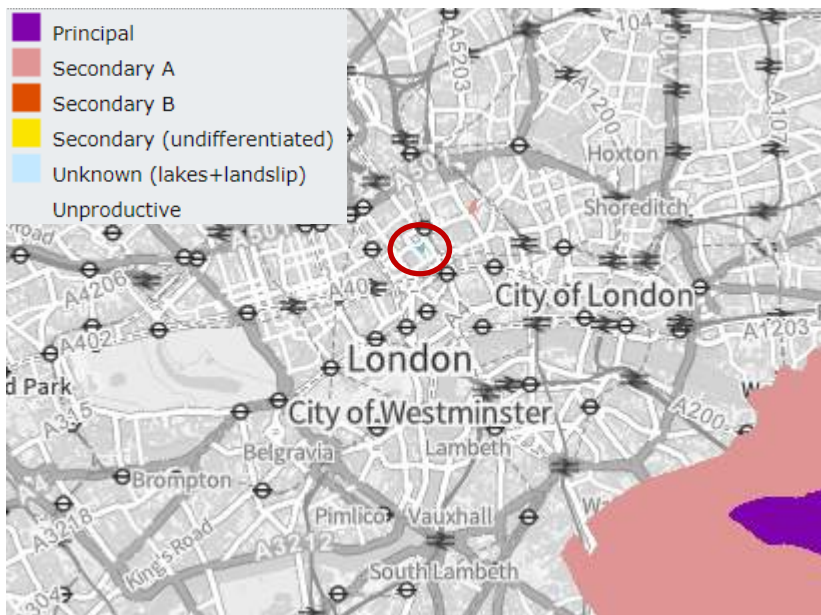 Principal
Secondary A
Secondary B
Secondary (undifferentiated)
Unknown (lakes+landslip)
Unproductive
A104
A5203
A1200
A107
Hoxton
Shoreditch
Road
A4206
A40
City of London
A402
A1203
London
d Park
City of Westminster
A200
A315
Belgravia
Lambeth
Brompton
Pimlico
Vauxhall
A3218
King's Road
A3212
South Lambeth
304